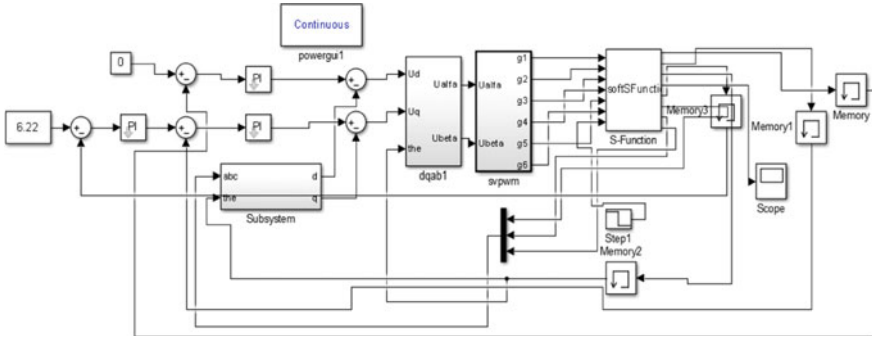 Continuous
powergui1
0
PI
6.22
PI
PI
Ud
Uq
the
Ualfa
Ubeta
dqab1
Ualfa
Ubeta
svpwm
g1
g2
g3
g4
g5
g6
softSFuncti
S-Function
Memory3
Memory1
Memory
Scope
abc
the
d
q
Subsystem
Step1
Memory2